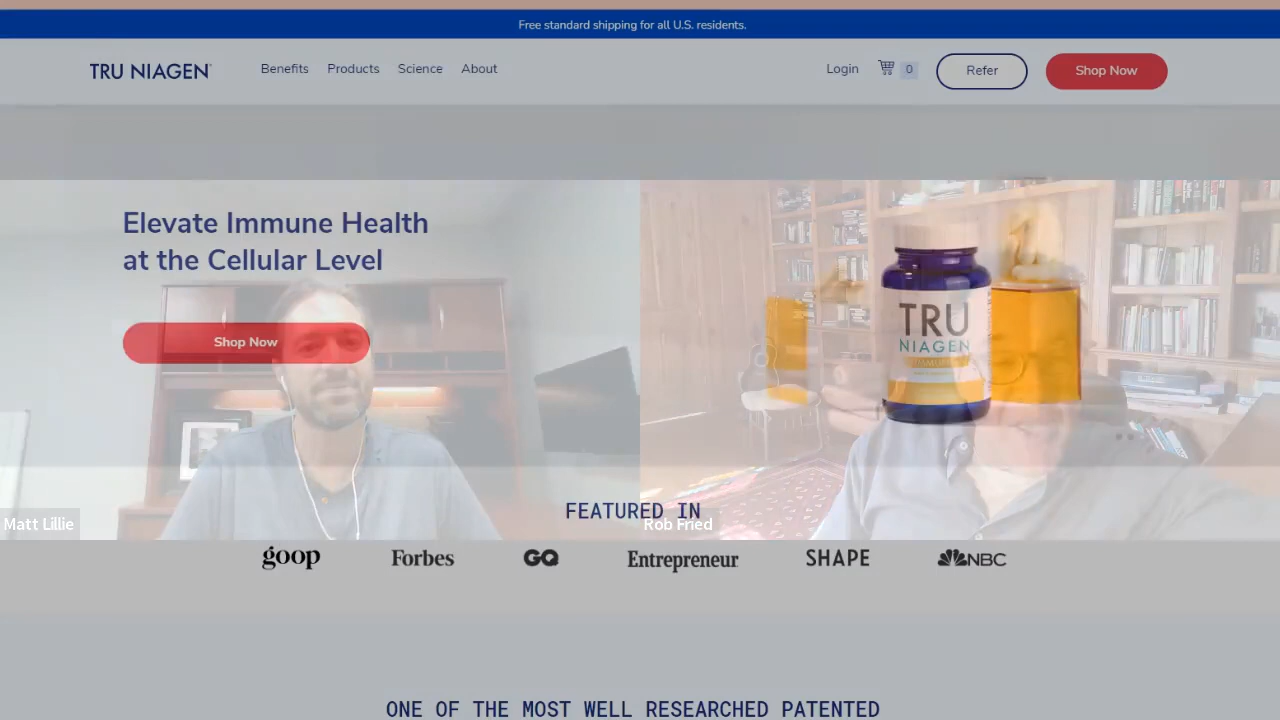 Free standard shipping for all U.S. residents.
TRU NIAGEN
Benefits Products Science About
Login 0 Refer Shop Now
Elevate Immune Health
at the Cellular Level
Shop Now
TRU
NIAGEN
FEATURED IN
Matt Lillie
Rob Fried
goop Forbes GQ Entrepreneur SHAPE NBC
ONE OF THE MOST WELL RESEARCHED PATENTED